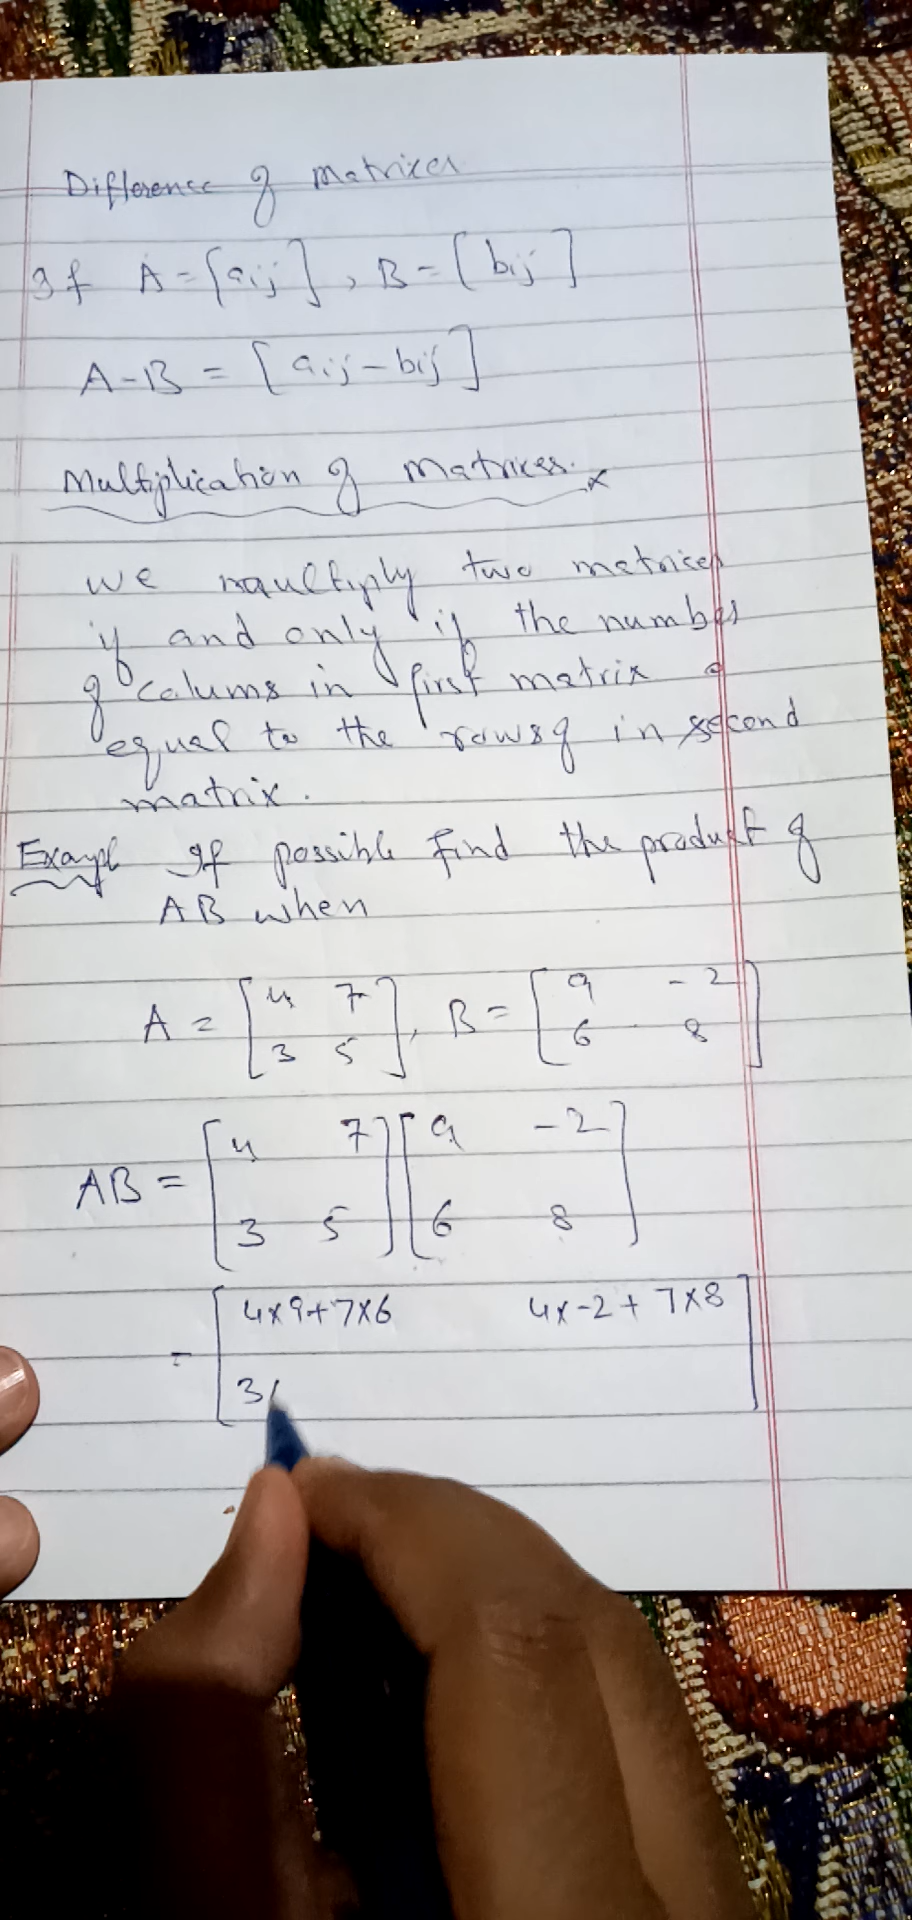 Difference of matrices
If A = [aij], B = [bij]
A-B = [aij - bij]
Multiplication of matrices.
we maultiply two matrices
if and only if the number
of colums in first matrix
equal to the rows of in second
matrix.
Exampl If possible find the product of
AB when
A = [4 7], B = [9 -2]
[3 5] [6 8]
AB = [4 7][9 -2]
[3 5][6 8]
= [4×9+7×6 4×-2+7×8]
[3